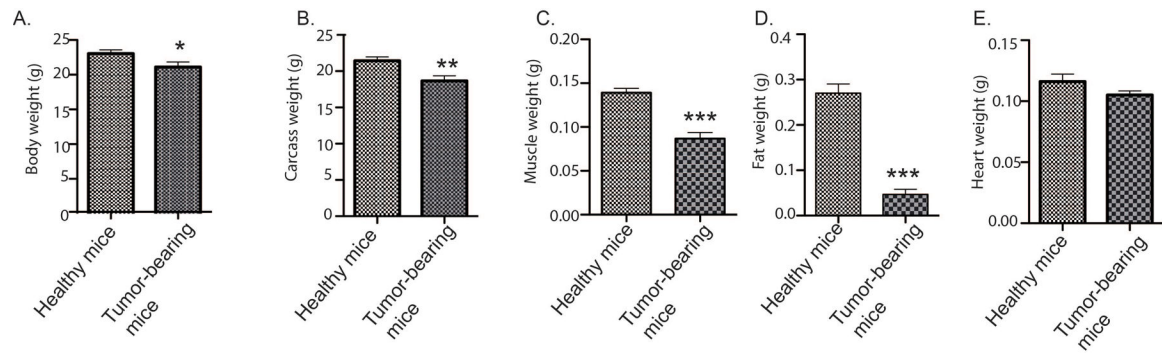 A.
Body weight (g)
25
20
15
10
5
0
*
Healthy mice
Tumor-bearing
mice
B.
Carcass weight (g)
25
20
15
10
5
0
**
Healthy mice
Tumor-bearing
mice
C.
Muscle weight (g)
0.20
0.15
0.10
0.05
0.00
***
Healthy mice
Tumor-bearing
mice
D.
Fat weight (g)
0.4
0.3
0.2
0.1
0.0
***
Healthy mice
Tumor-bearing
mice
E.
Heart weight (g)
0.15
0.10
0.05
0.00
Healthy mice
Tumor-bearing
mice